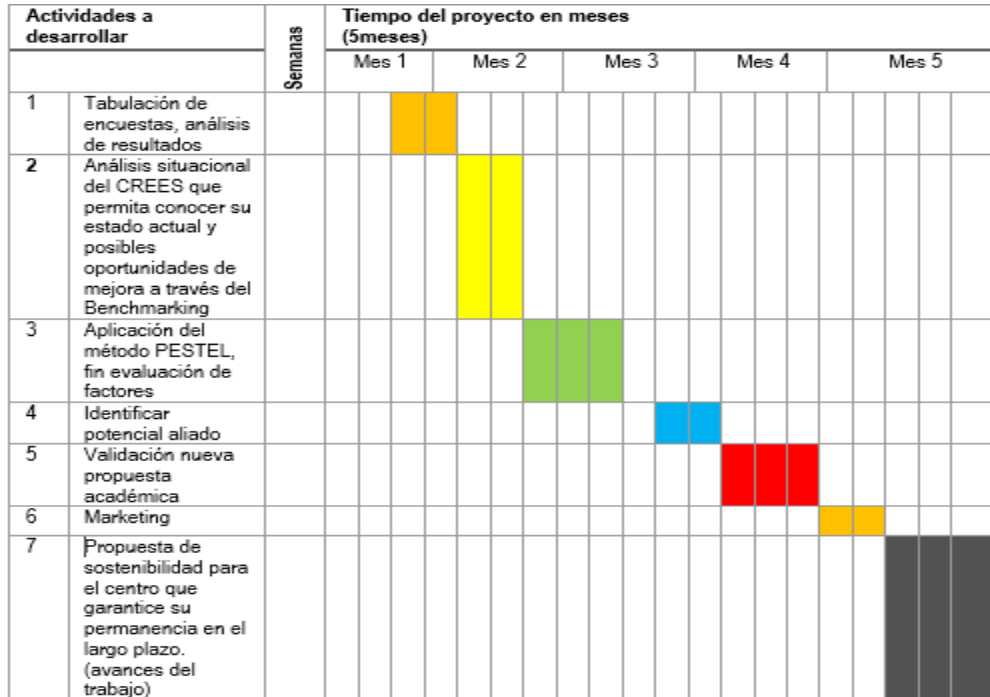 Actividades a
desarrollar
Semanas
Tiempo del proyecto en meses
(5meses)
Mes 1
Mes 2
Mes 3
Mes 4
Mes 5
1
Tabulación de
encuestas, análisis
de resultados
2
Análisis situacional
del CREES que
permita conocer su
estado actual y
posibles
oportunidades de
mejora a través del
Benchmarking
3
Aplicación del
método PESTEL,
fin evaluación de
factores
4
Identificar
potencial aliado
5
Validación nueva
propuesta
académica
6
Marketing
7
Propuesta de
sostenibilidad para
el centro que
garantice su
permanencia en el
largo plazo.
(avances del
trabajo)